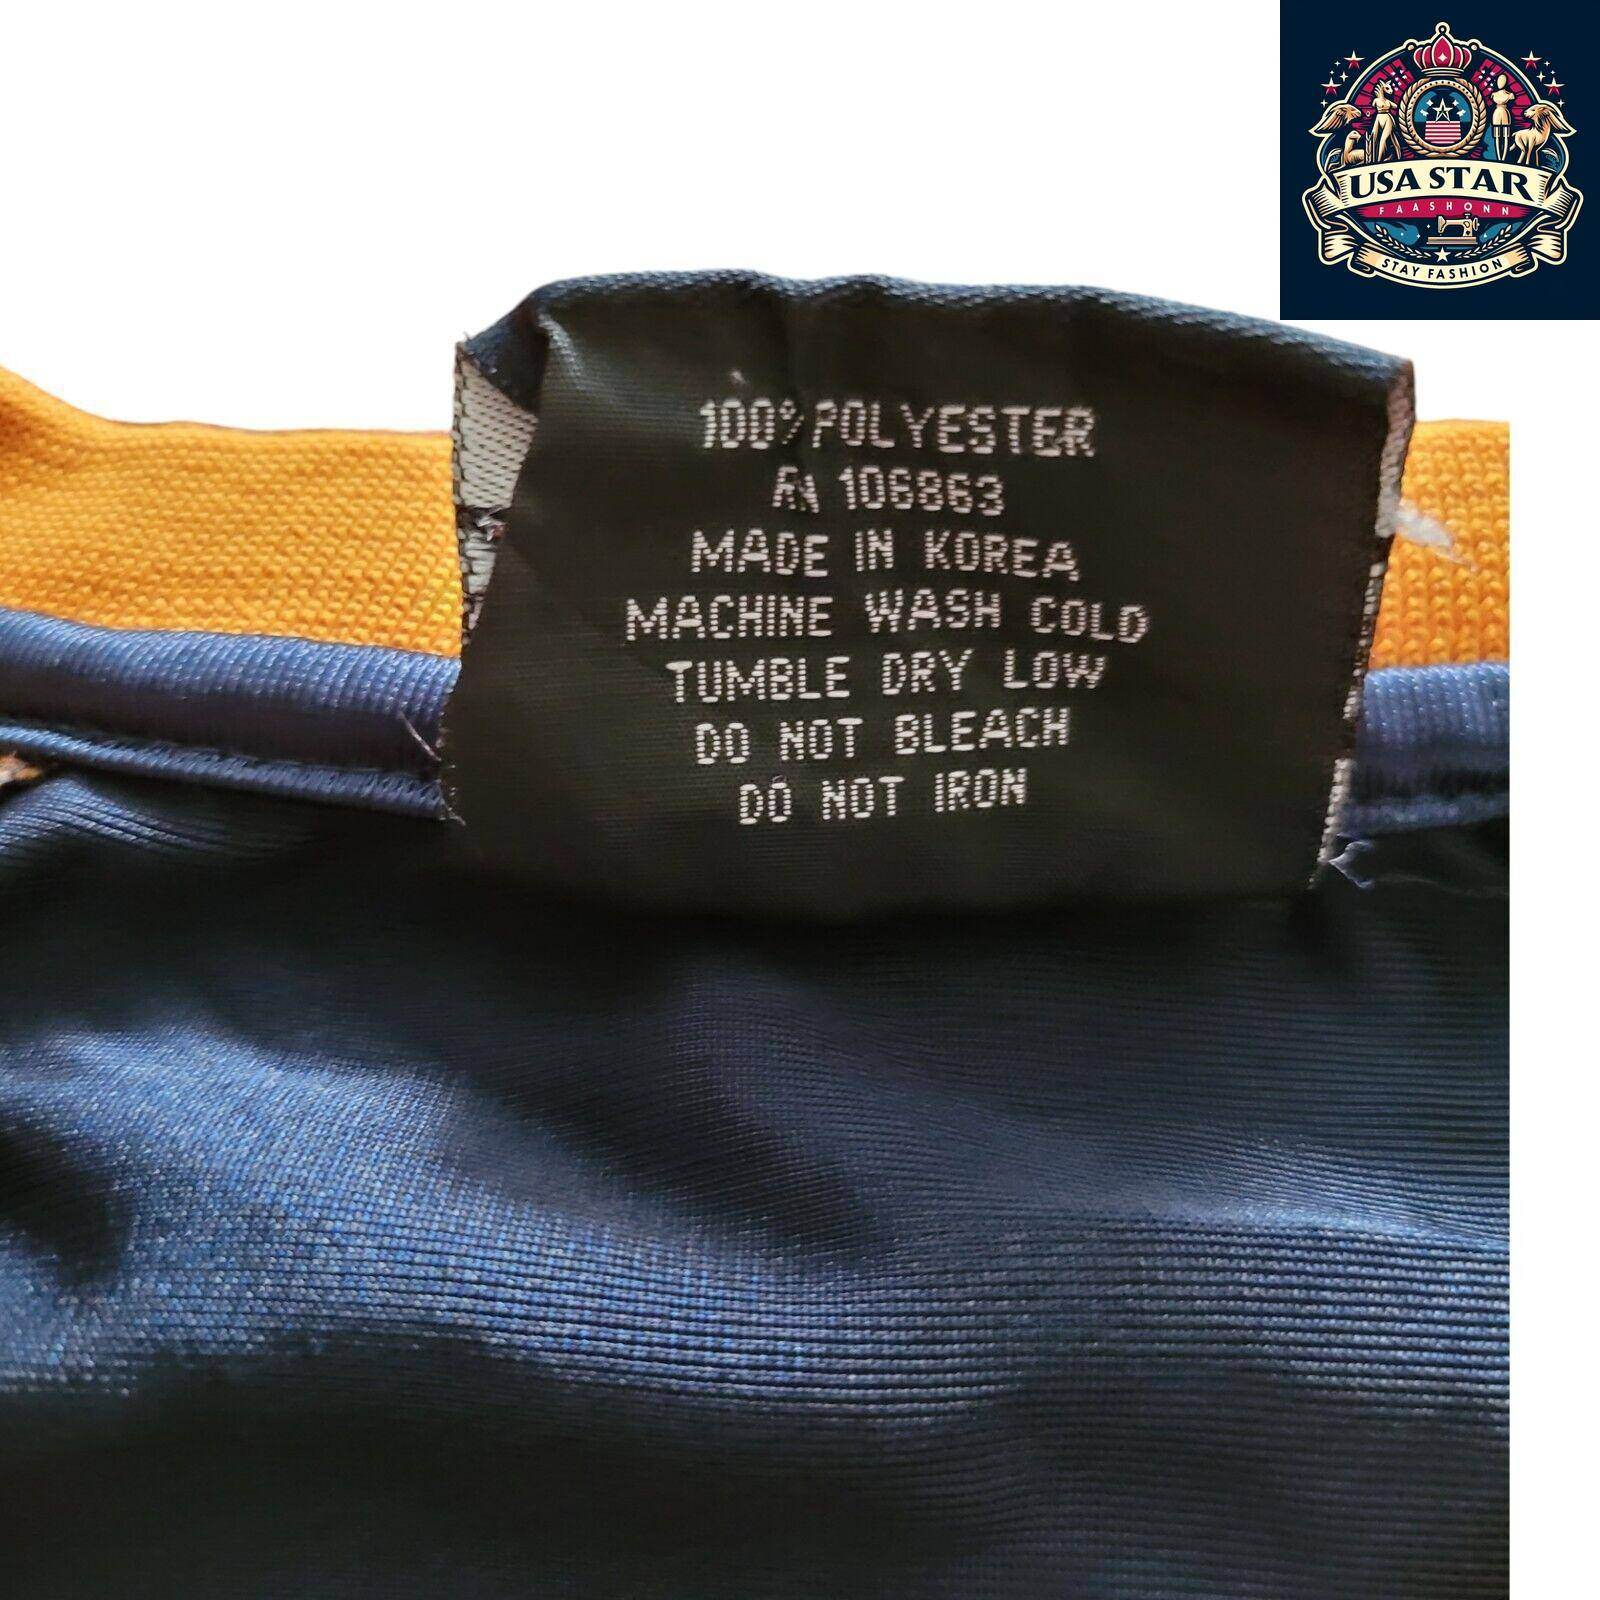 USA STAR
FAASHONN
STAY FASHION
100% POLYESTER
RN 106863
MADE IN KOREA
MACHINE WASH COLD
TUMBLE DRY LOW
DO NOT BLEACH
DO NOT IRON